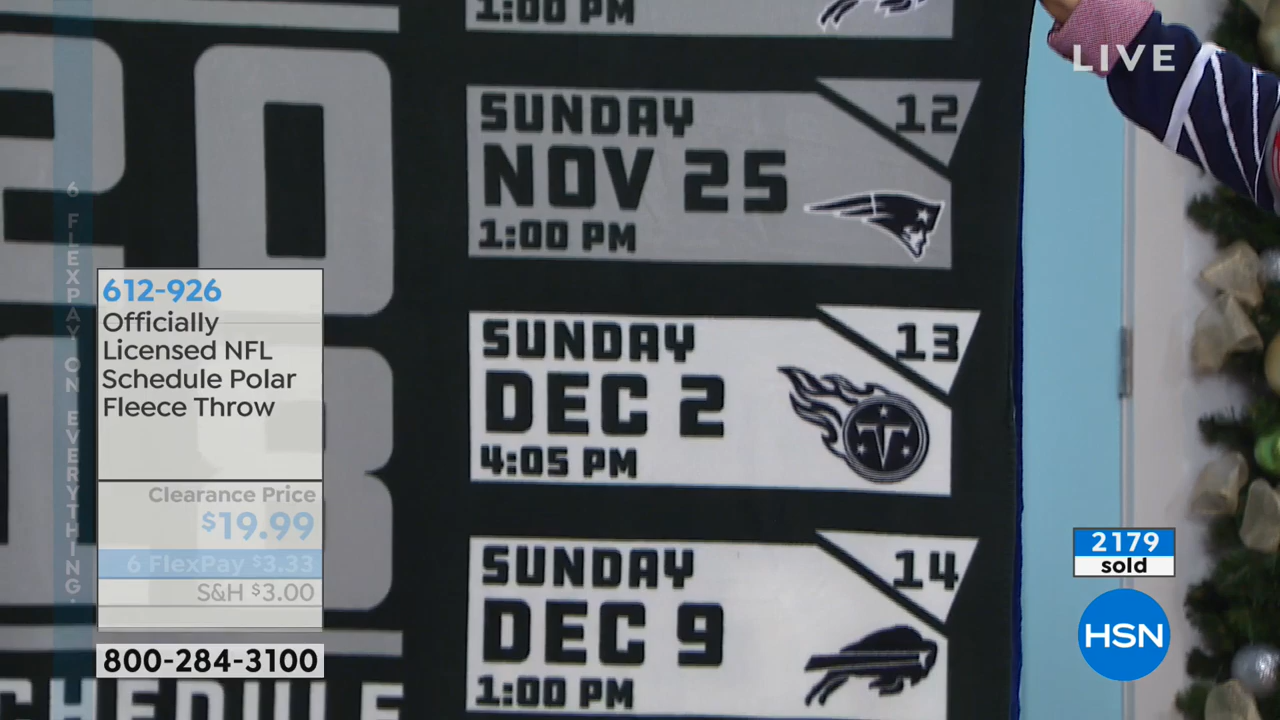 1:00 PM
LIVE
SUNDAY
12
NOV 25
1:00 PM
SUNDAY
13
DEC 2
4:05 PM
SUNDAY
14
DEC 9
1:00 PM
6 FLEXPAY ON EVERYTHING.
612-926
Officially
Licensed NFL
Schedule Polar
Fleece Throw
Clearance Price
$19.99
6 FlexPay $3.33
S&H $3.00
800-284-3100
2179
sold
HSN